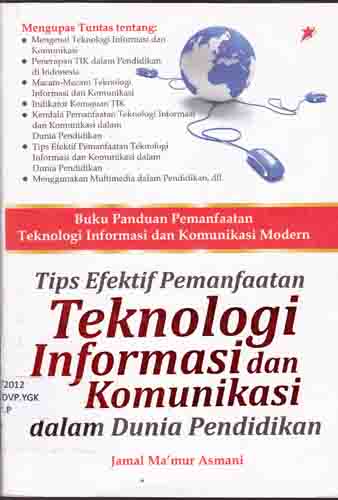 Mengupas Tuntas tentang:
• Mengenal Teknologi Informasi dan
Komunikasi
• Penerapan TIK dalam Pendidikan
di Indonesia
• Macam-Macam Teknologi
Informasi dan Komunikasi
• Indikator Kemajuan TIK
• Kendala Pemanfaatan Teknologi Informasi
dan Komunikasi dalam
Dunia Pendidikan
• Tips Efektif Pemanfaatan Teknologi
Informasi dan Komunikasi dalam
Dunia Pendidikan
• Menggunakan Multimedia dalam Pendidikan, dll.
Buku Panduan Pemanfaatan
Teknologi Informasi dan Komunikasi Modern
Tips Efektif Pemanfaatan
Teknologi
Informasi dan
Komunikasi
dalam Dunia Pendidikan
2012
OVP.YGK
.P
Jamal Ma'mur Asmani